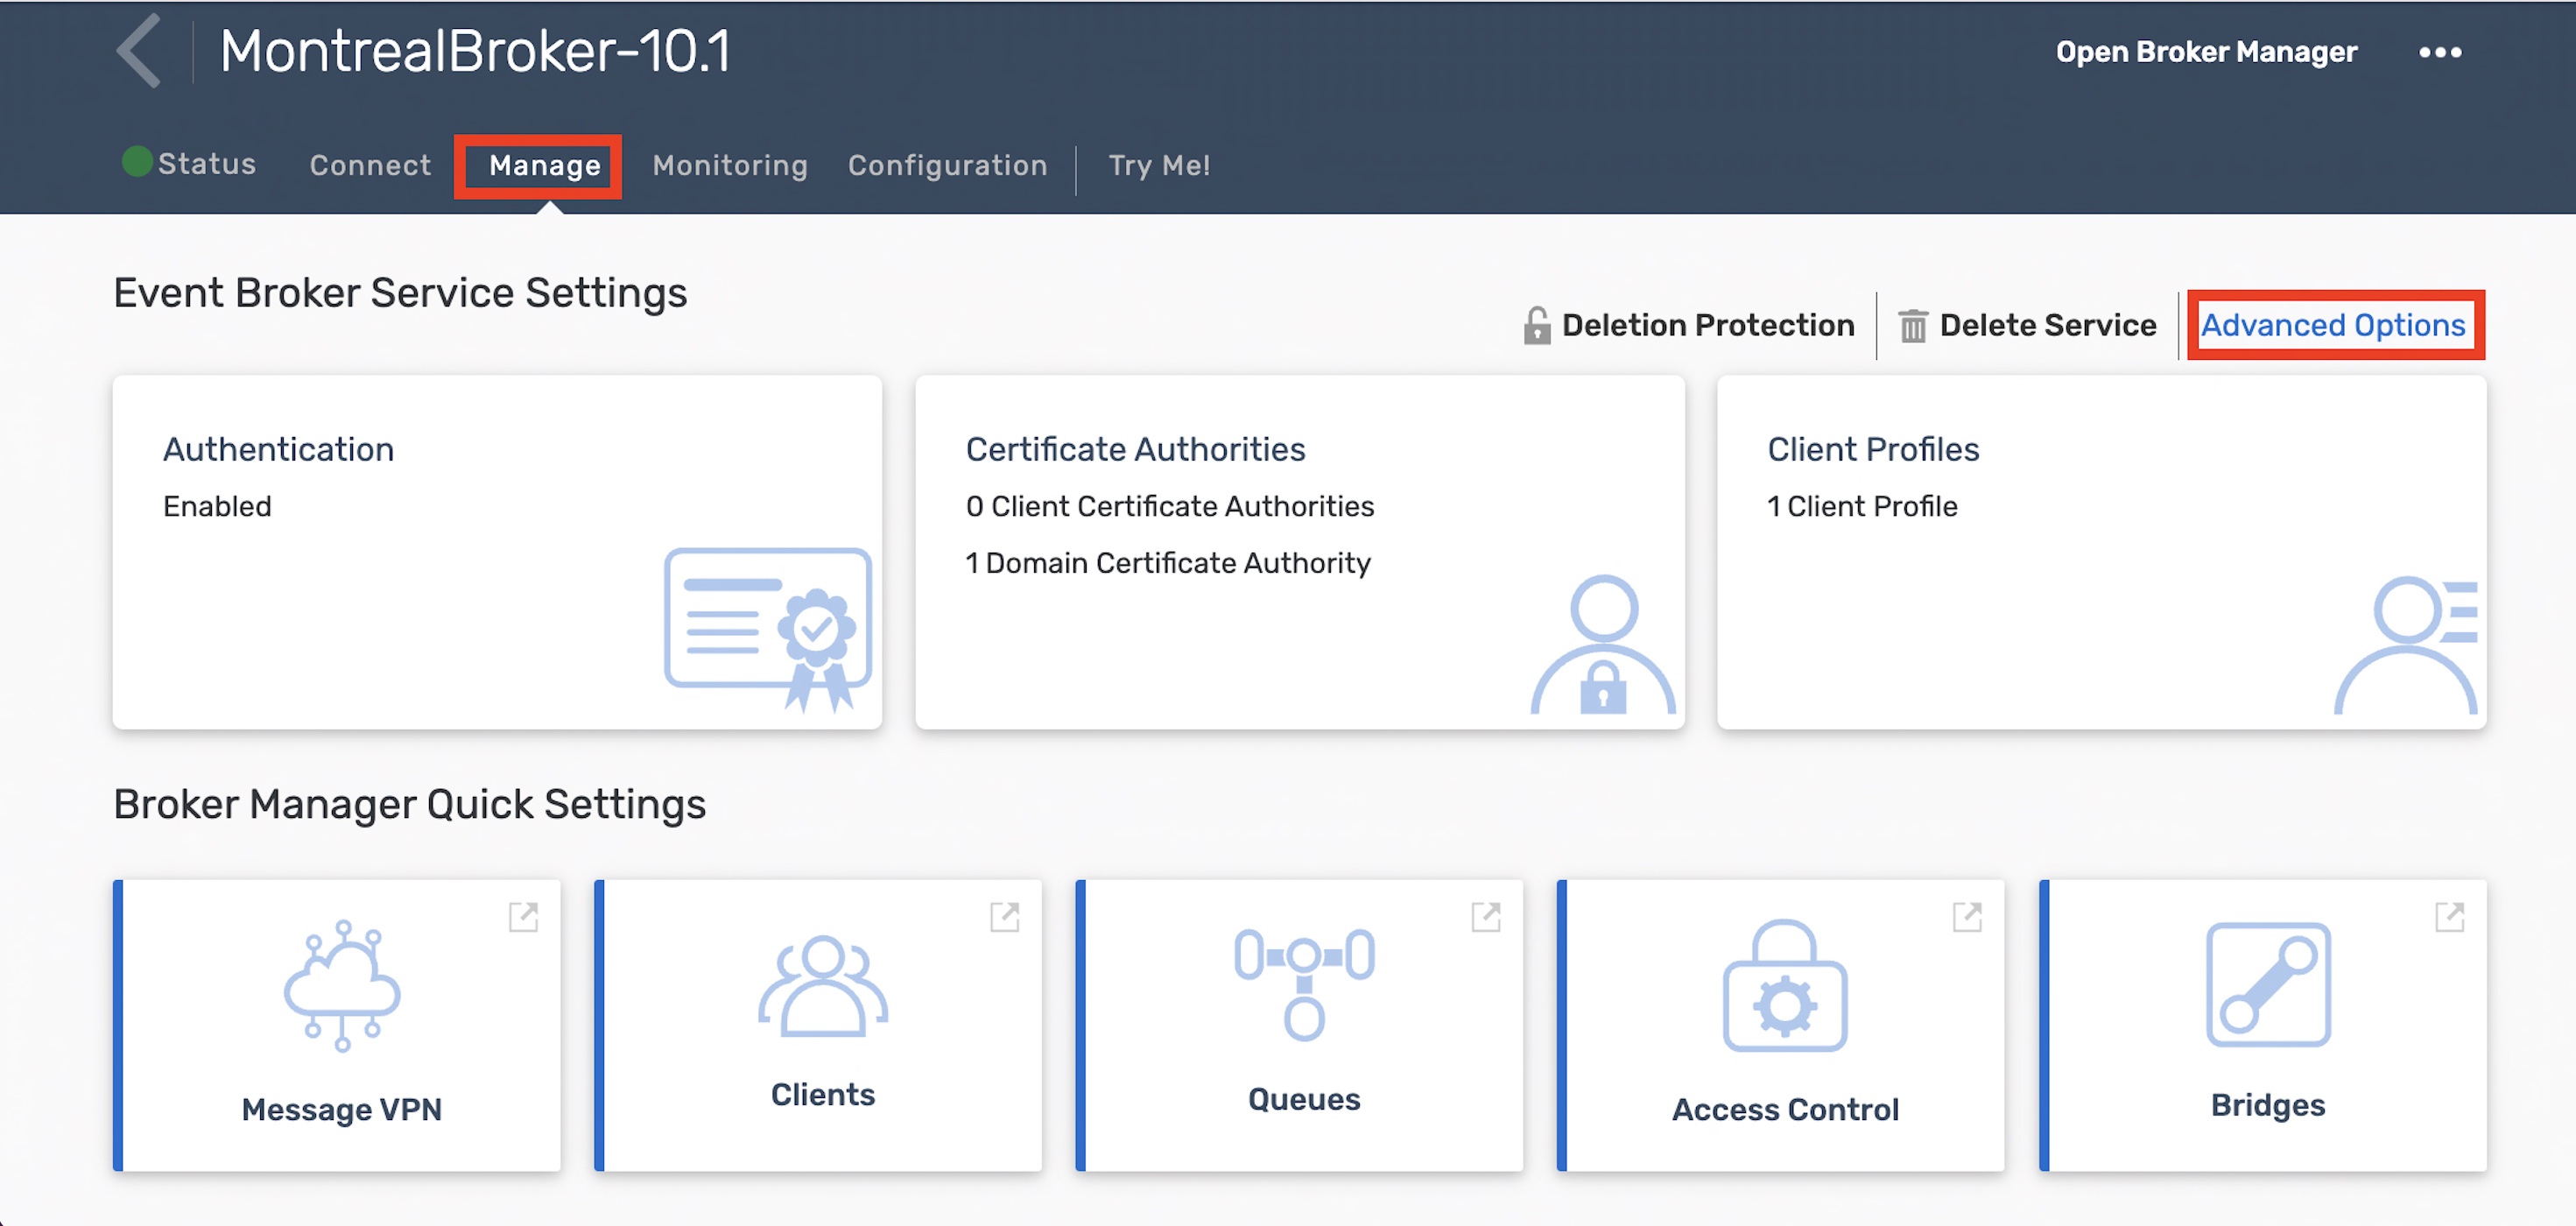 MontrealBroker-10.1
Open Broker Manager
Status Connect Manage Monitoring Configuration Try Me!
Event Broker Service Settings
Deletion Protection Delete Service Advanced Options
Authentication
Enabled
Certificate Authorities
0 Client Certificate Authorities
1 Domain Certificate Authority
Client Profiles
1 Client Profile
Broker Manager Quick Settings
Message VPN
Clients
Queues
Access Control
Bridges